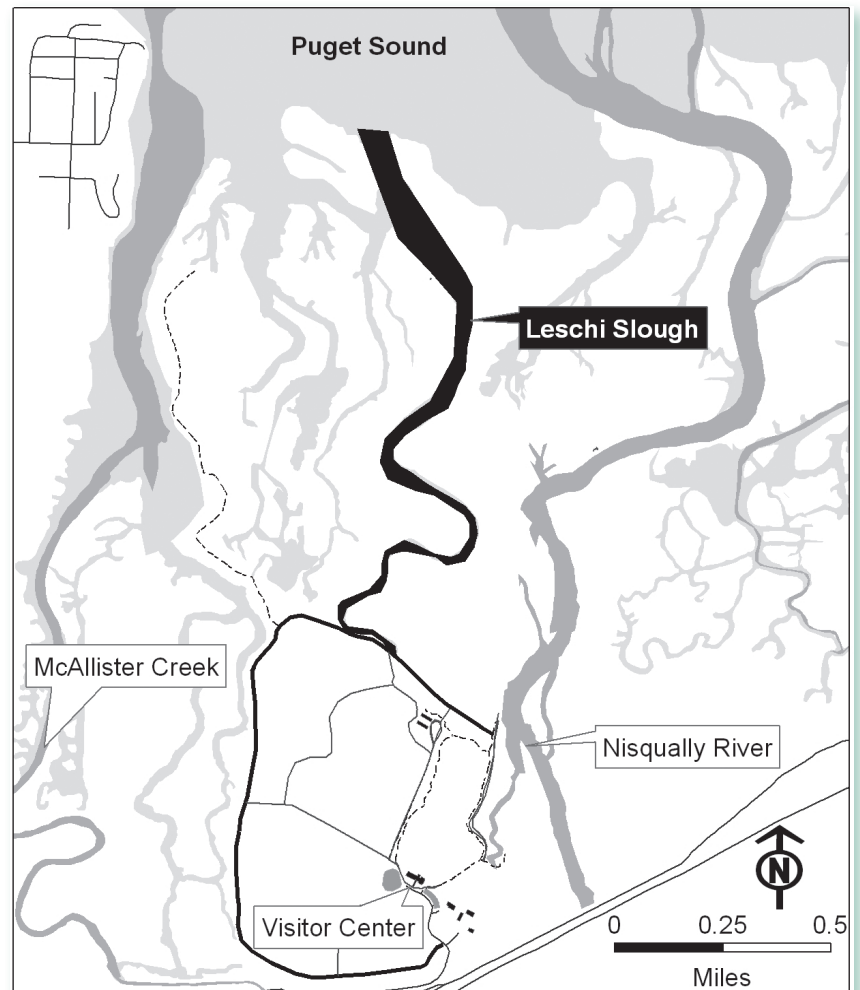 Puget Sound
Leschi Slough
McAllister Creek
Nisqually River
N
Visitor Center
0 0.25 0.5
Miles